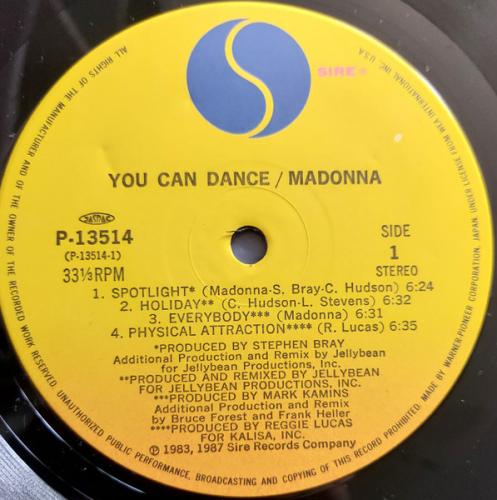 SIRE
YOU CAN DANCE / MADONNA
JASRAC
P-13514
(P-13514-1)
33⅓RPM
SIDE
1
STEREO
1. SPOTLIGHT* (Madonna-S. Bray-C. Hudson) 6:24
2. HOLIDAY** (C. Hudson-L. Stevens) 6:32
3. EVERYBODY*** (Madonna) 6:31
4. PHYSICAL ATTRACTION**** (R. Lucas) 6:35
*PRODUCED BY STEPHEN BRAY
Additional Production and Remix by Jellybean
for Jellybean Productions, Inc.
**PRODUCED AND REMIXED BY JELLYBEAN
FOR JELLYBEAN PRODUCTIONS, INC.
***PRODUCED BY MARK KAMINS
Additional Production and Remix
by Bruce Forest and Frank Heller
****PRODUCED BY REGGIE LUCAS
FOR KALISA, INC.
℗ 1983, 1987 Sire Records Company
ALL RIGHTS OF THE MANUFACTURER AND OF THE OWNER OF THE RECORDED WORK RESERVED. UNAUTHORIZED PUBLIC PERFORMANCE, BROADCASTING AND COPYING OF THIS RECORD PROHIBITED. MADE BY WARNER-PIONEER CORPORATION, JAPAN, UNDER LICENSE FROM WEA INTERNATIONAL INC., U.S.A.